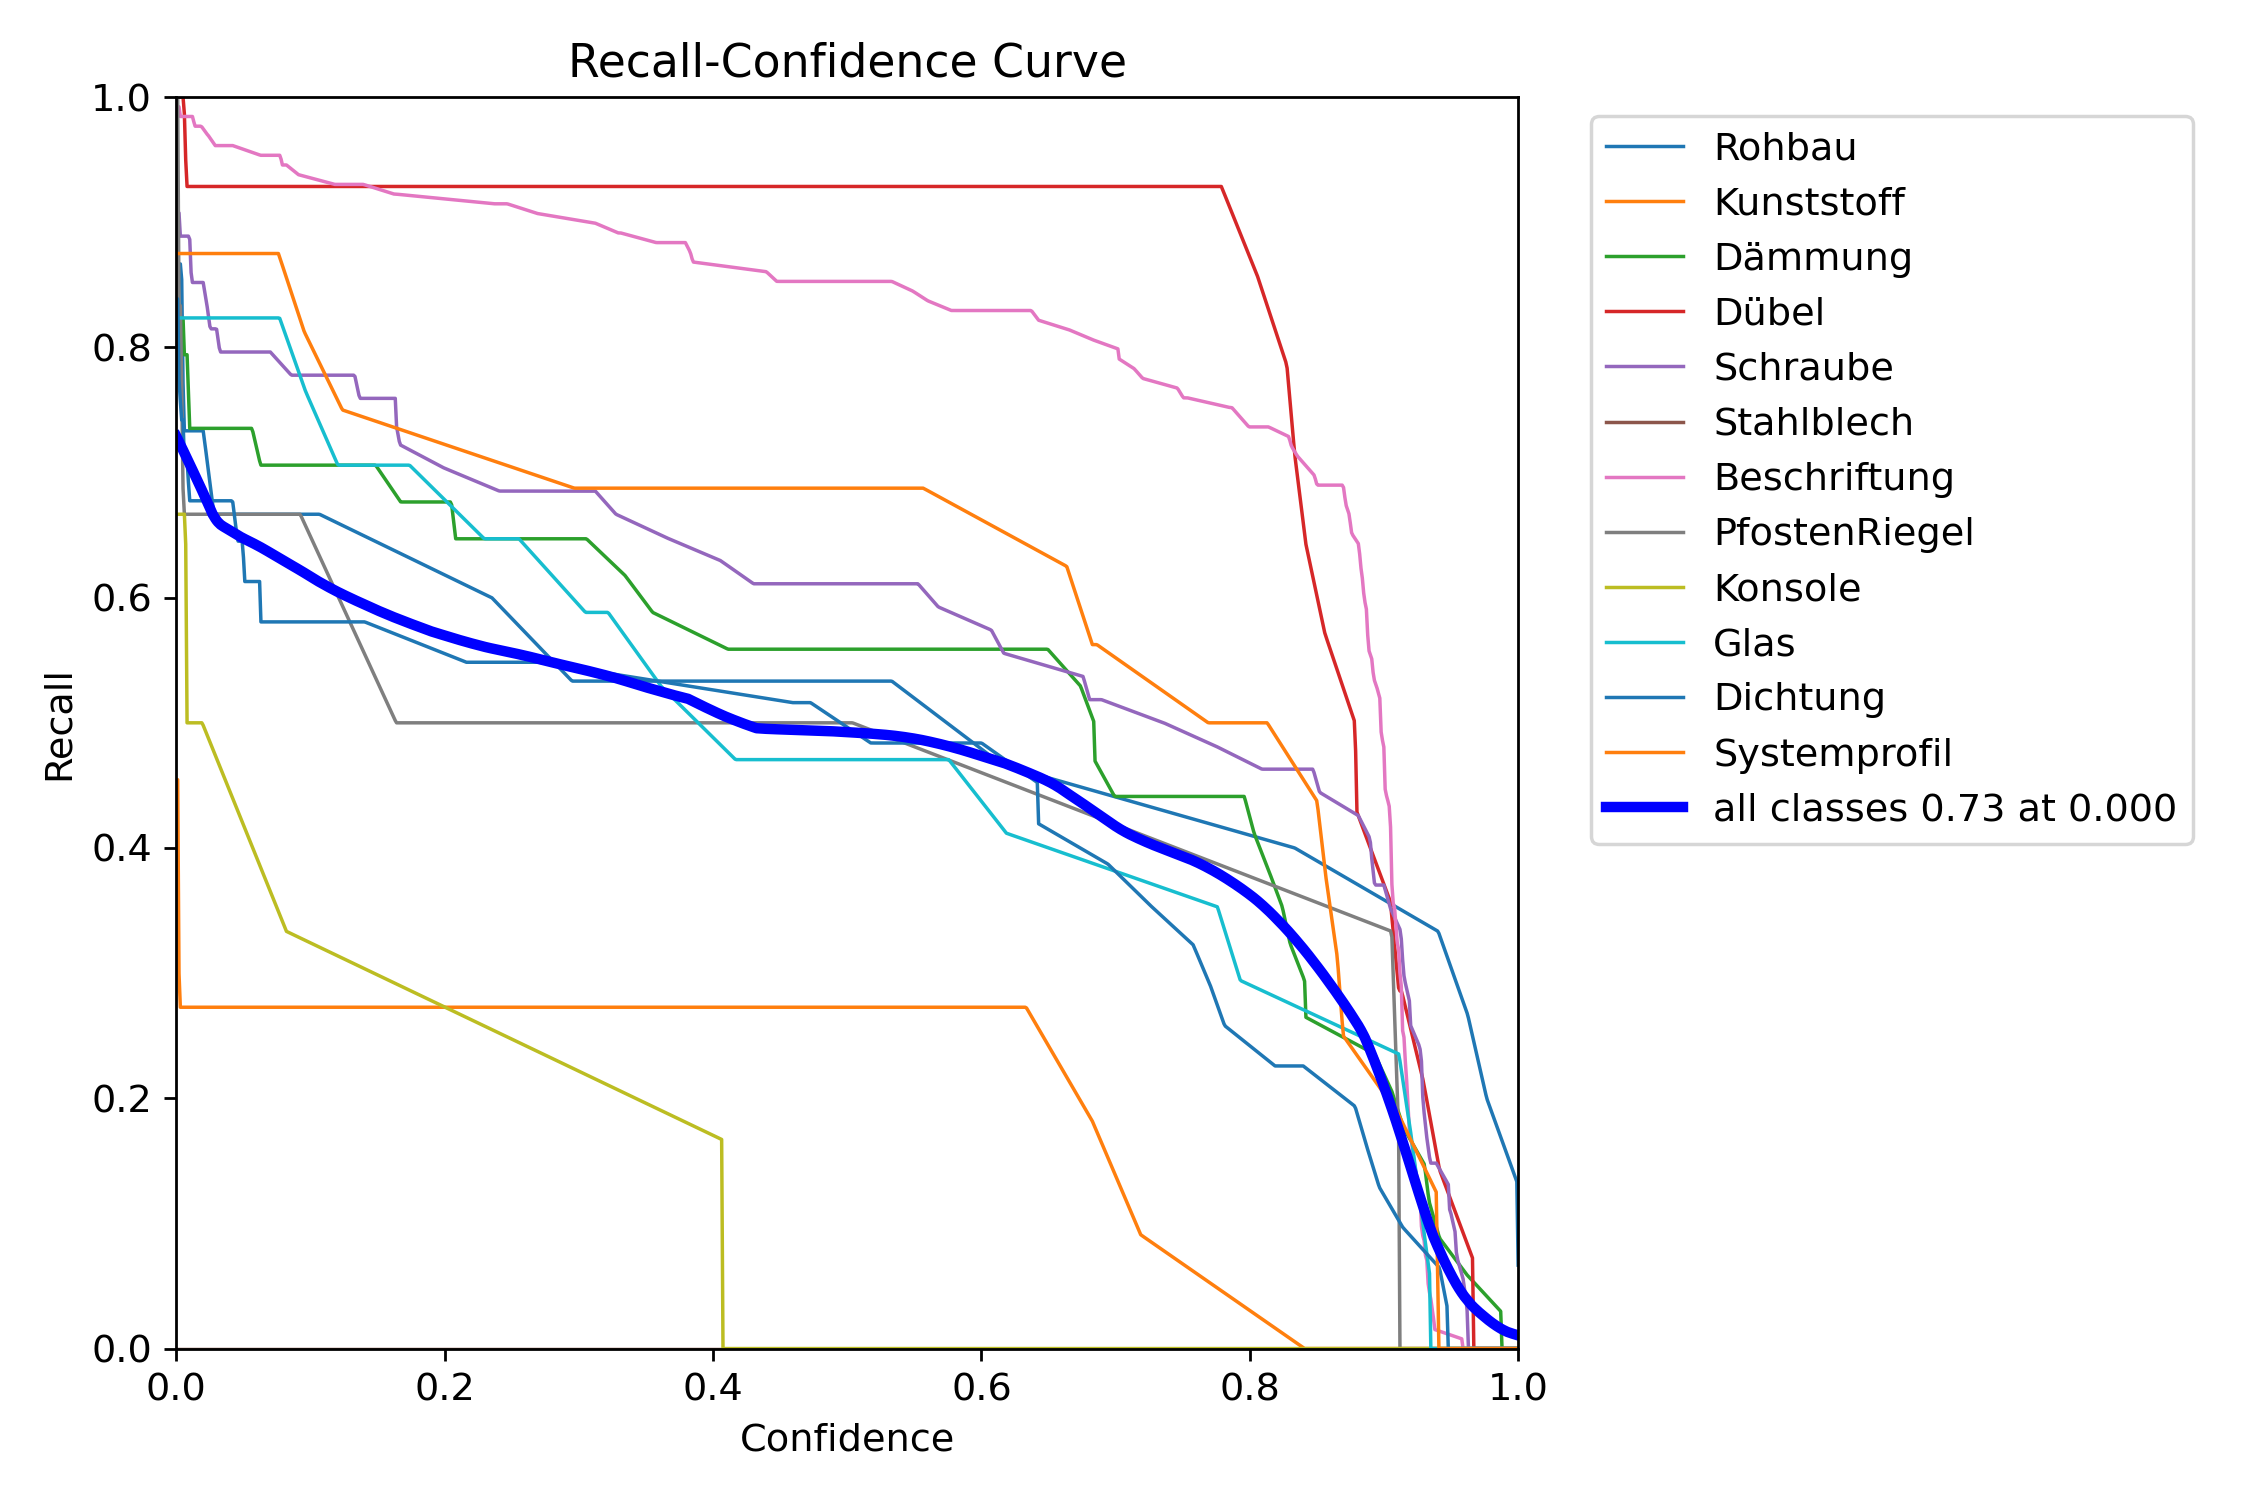 Recall-Confidence Curve
1.0
0.8
0.6
0.4
0.2
0.0
Recall
0.0 0.2 0.4 0.6 0.8 1.0
Confidence
Rohbau
Kunststoff
Dämmung
Dübel
Schraube
Stahlblech
Beschriftung
PfostenRiegel
Konsole
Glas
Dichtung
Systemprofil
all classes 0.73 at 0.000